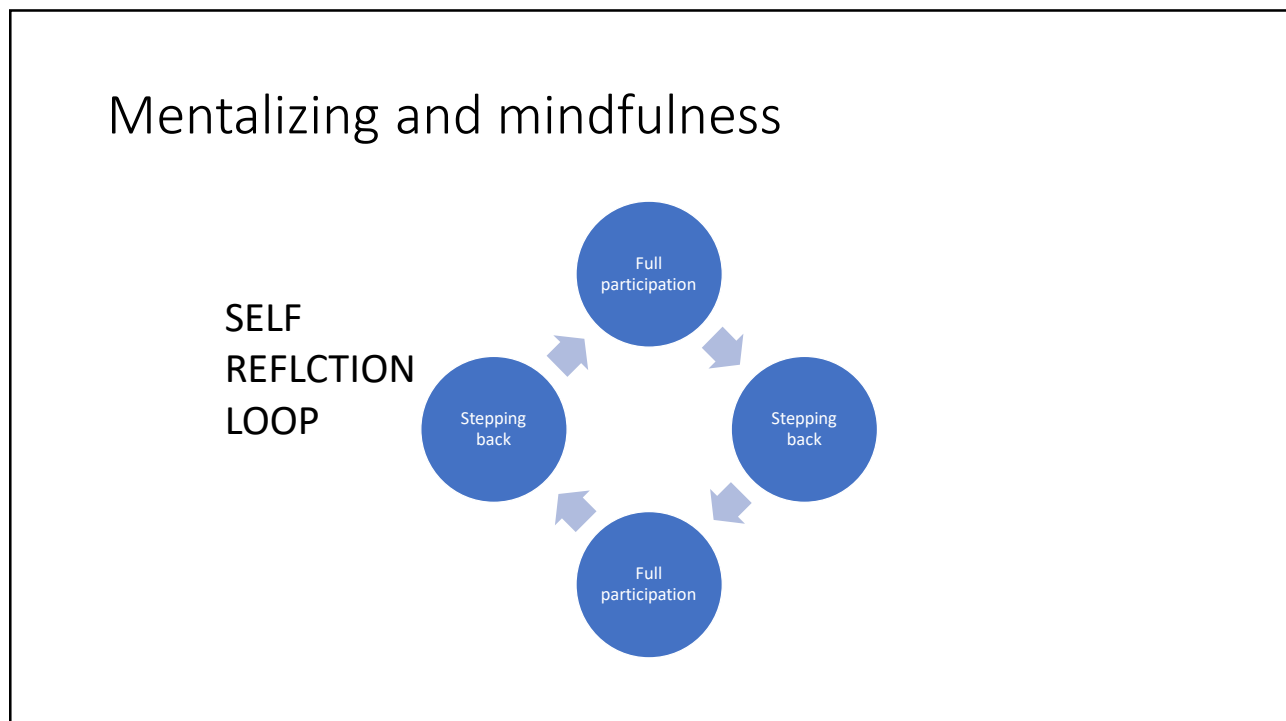 Mentalizing and mindfulness
Full
participation
SELF
REFLCTION
LOOP
Stepping
back
Stepping
back
Full
participation